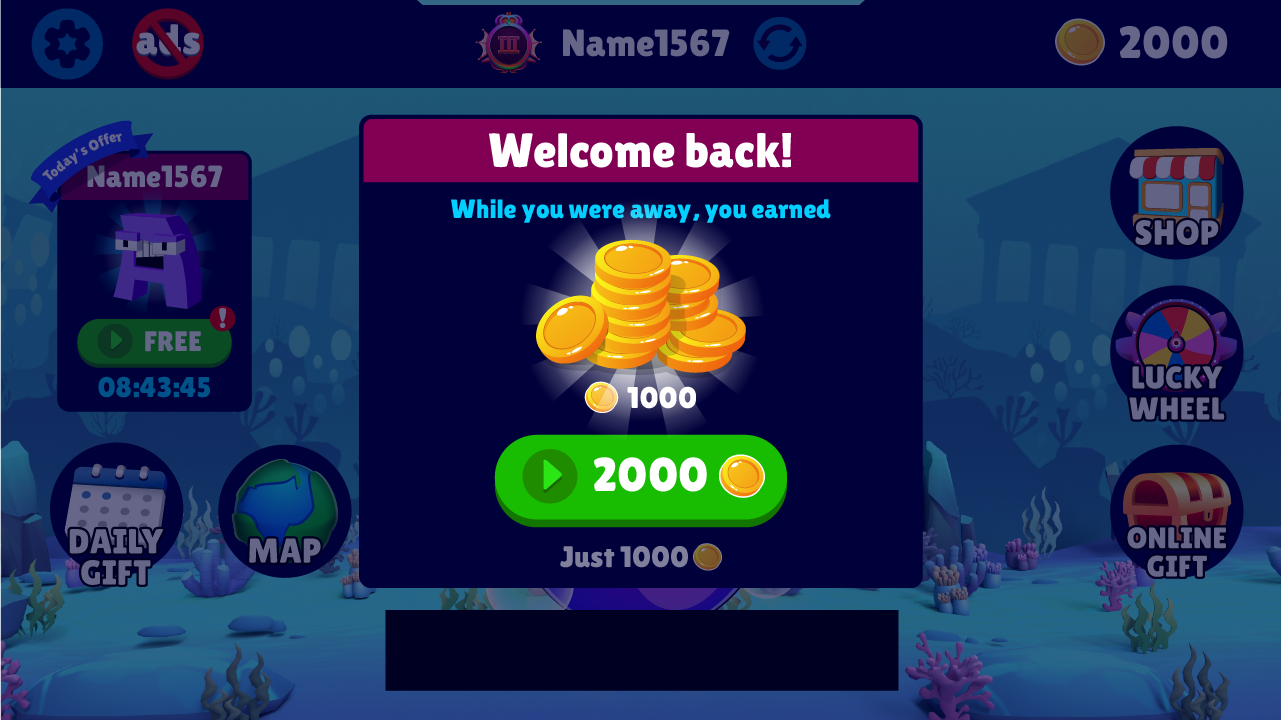 ads
III
Name1567
2000
Today's Offer
Name1567
FREE
!
08:43:45
DAILY
GIFT
MAP
Welcome back!
While you were away, you earned
1000
2000
Just 1000
SHOP
LUCKY
WHEEL
ONLINE
GIFT